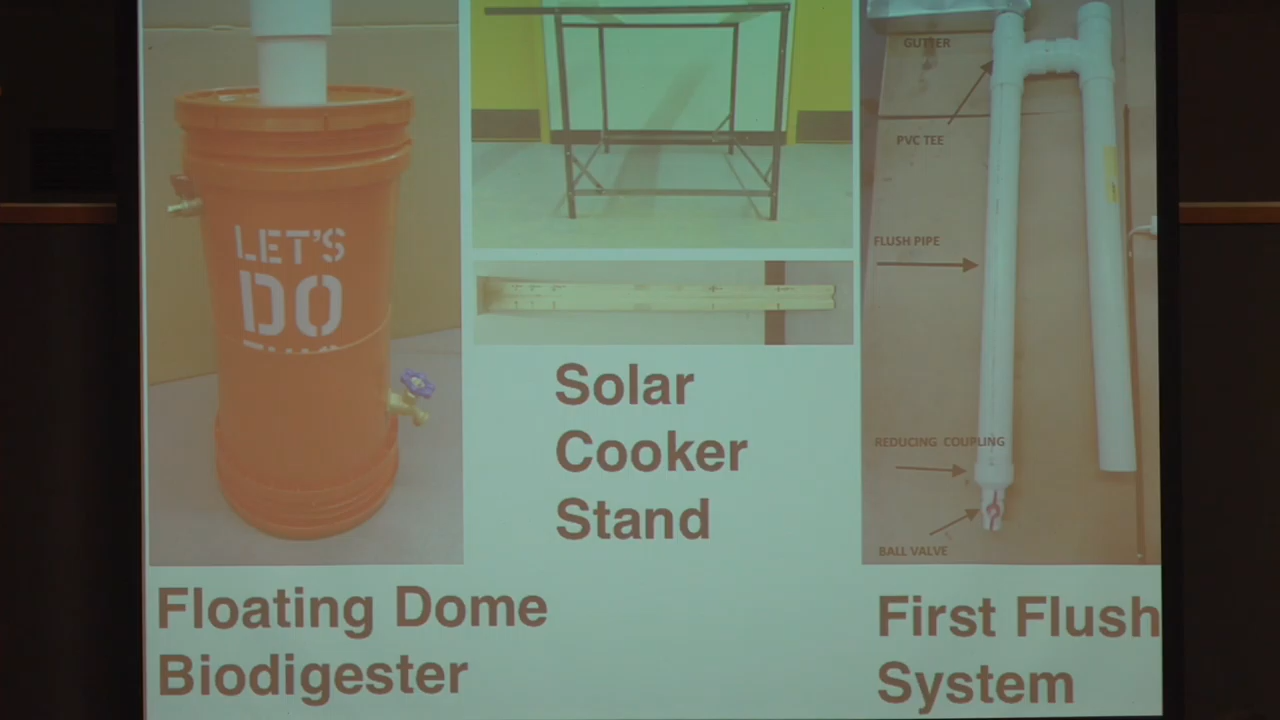 LET'S
DO
Floating Dome
Biodigester
Solar
Cooker
Stand
GUTTER
PVC TEE
FLUSH PIPE
REDUCING COUPLING
BALL VALVE
First Flush
System